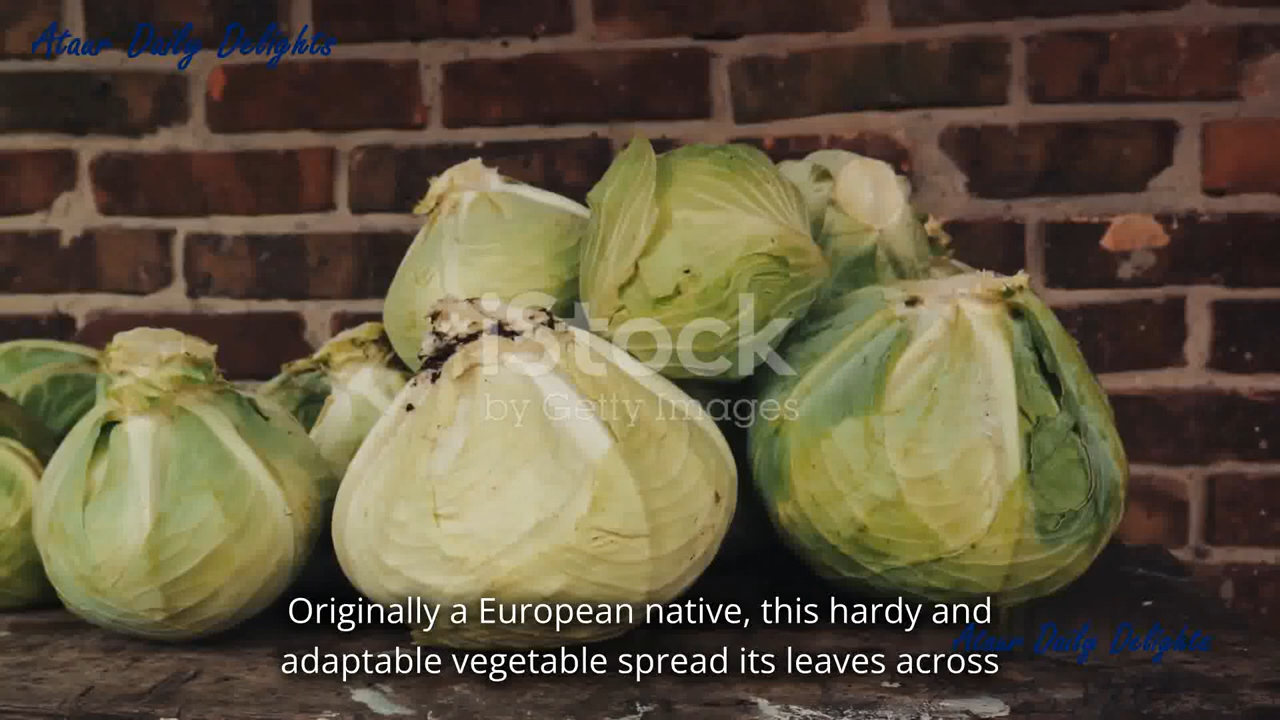 Ataur Daily Delights
iStock
by Getty Images
Originally a European native, this hardy and
adaptable vegetable spread its leaves across
Ataur Daily Delights